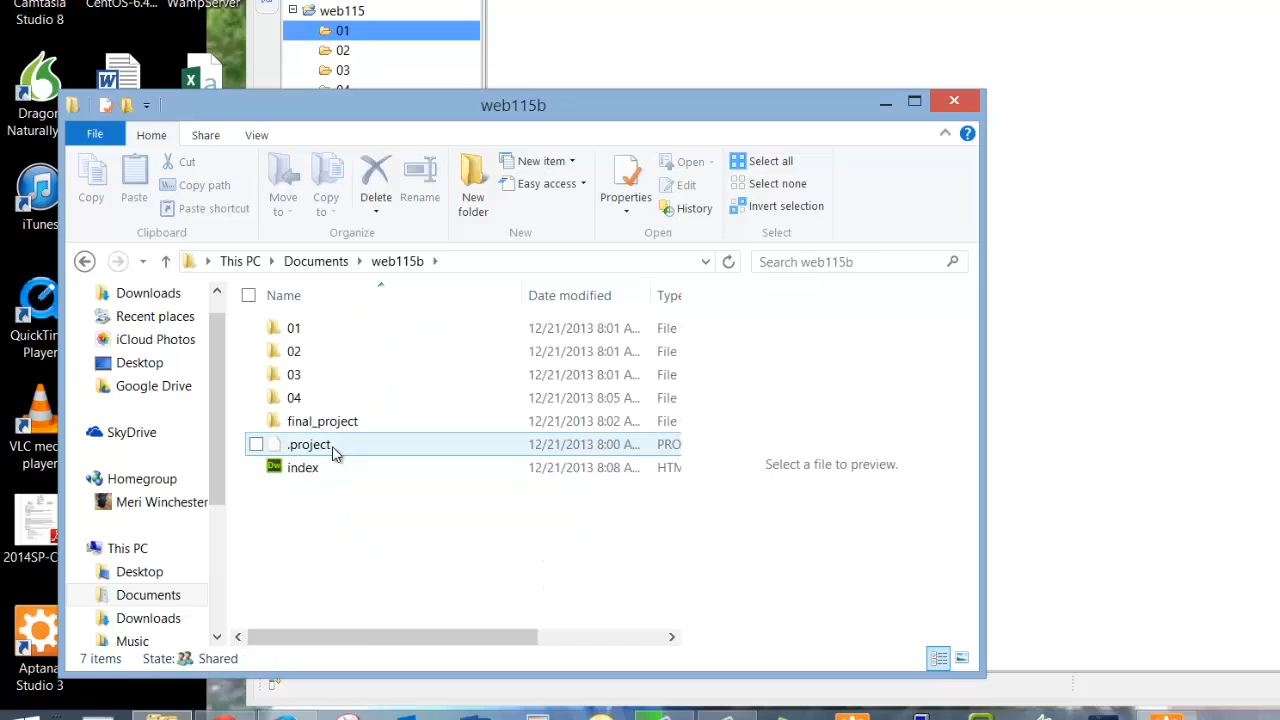 Studio 8
CentOS-6.4...
WampServer
web115
01
02
03
04
Dragon
Naturally...
iTunes
QuickTime
Player
VLC med
player
2014SP-C
Aptana
Studio 3
web115b
File
Home
Share
View
Copy
Paste
Cut
Copy path
Paste shortcut
Clipboard
Move
to
Copy
to
Delete
Rename
Organize
New
folder
New item
Easy access
New
Properties
Open
Edit
History
Open
Select all
Select none
Invert selection
Select
This PC
Documents
web115b
Search web115b
Downloads
Recent places
iCloud Photos
Desktop
Google Drive
SkyDrive
Homegroup
Meri Winchester
This PC
Desktop
Documents
Downloads
Music
Name Date modified Type
01 12/21/2013 8:01 A... File
02 12/21/2013 8:01 A... File
03 12/21/2013 8:01 A... File
04 12/21/2013 8:05 A... File
final_project 12/21/2013 8:02 A... File
.project 12/21/2013 8:00 A... PRO
index 12/21/2013 8:08 A... HTM
Select a file to preview.
7 items State: Shared